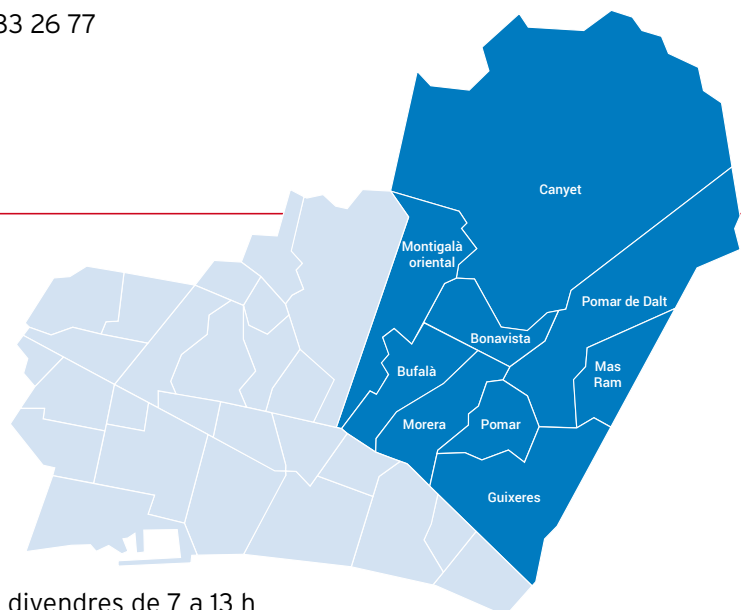 33 26 77
Canyet
Montigalà
oriental
Pomar de Dalt
Bonavista
Mas
Ram
Bufalà
Morera
Pomar
Guixeres
divendres de 7 a 13 h